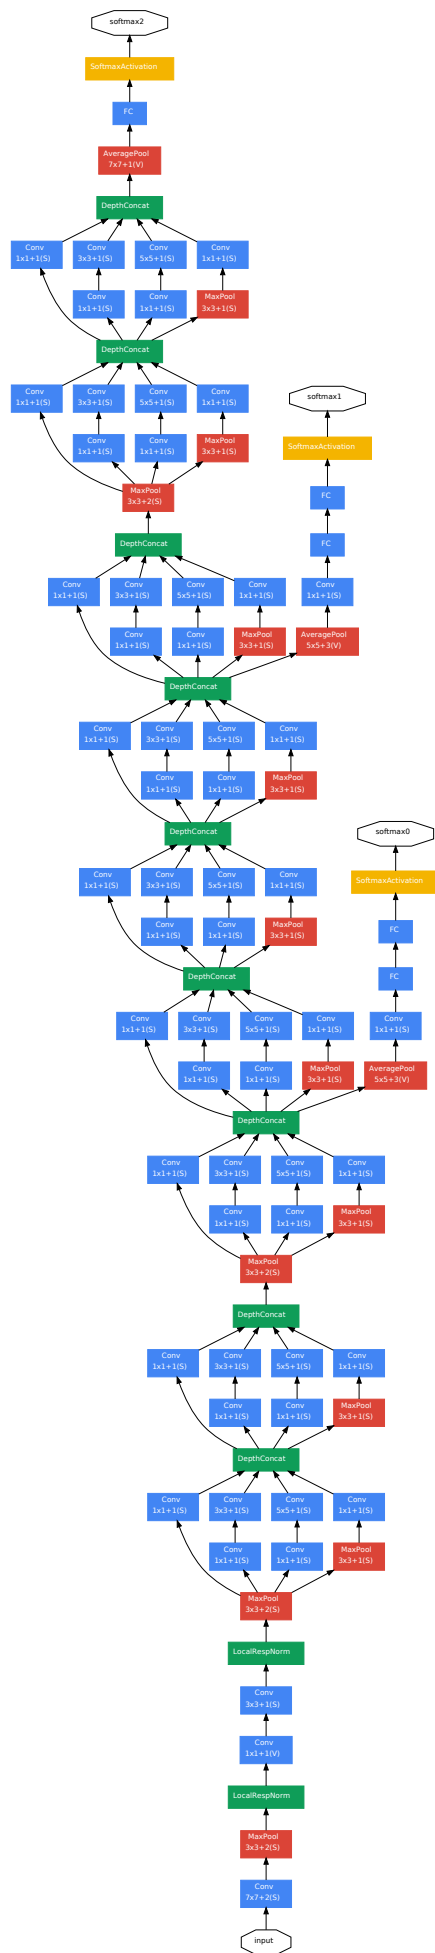 softmax2
SoftmaxActivation
FC
AveragePool
7x7+1(V)
DepthConcat
Conv
1x1+1(S)
Conv
3x3+1(S)
Conv
5x5+1(S)
Conv
1x1+1(S)
Conv
1x1+1(S)
Conv
1x1+1(S)
MaxPool
3x3+1(S)
DepthConcat
Conv
1x1+1(S)
Conv
3x3+1(S)
Conv
5x5+1(S)
Conv
1x1+1(S)
softmax1
Conv
1x1+1(S)
Conv
1x1+1(S)
MaxPool
3x3+1(S)
SoftmaxActivation
MaxPool
3x3+2(S)
FC
DepthConcat
FC
Conv
1x1+1(S)
Conv
3x3+1(S)
Conv
5x5+1(S)
Conv
1x1+1(S)
Conv
1x1+1(S)
Conv
1x1+1(S)
Conv
1x1+1(S)
MaxPool
3x3+1(S)
AveragePool
5x5+3(V)
DepthConcat
Conv
1x1+1(S)
Conv
3x3+1(S)
Conv
5x5+1(S)
Conv
1x1+1(S)
Conv
1x1+1(S)
Conv
1x1+1(S)
MaxPool
3x3+1(S)
DepthConcat
softmax0
Conv
1x1+1(S)
Conv
3x3+1(S)
Conv
5x5+1(S)
Conv
1x1+1(S)
SoftmaxActivation
Conv
1x1+1(S)
Conv
1x1+1(S)
MaxPool
3x3+1(S)
FC
DepthConcat
FC
Conv
1x1+1(S)
Conv
3x3+1(S)
Conv
5x5+1(S)
Conv
1x1+1(S)
Conv
1x1+1(S)
Conv
1x1+1(S)
Conv
1x1+1(S)
MaxPool
3x3+1(S)
AveragePool
5x5+3(V)
DepthConcat
Conv
1x1+1(S)
Conv
3x3+1(S)
Conv
5x5+1(S)
Conv
1x1+1(S)
Conv
1x1+1(S)
Conv
1x1+1(S)
MaxPool
3x3+1(S)
MaxPool
3x3+2(S)
DepthConcat
Conv
1x1+1(S)
Conv
3x3+1(S)
Conv
5x5+1(S)
Conv
1x1+1(S)
Conv
1x1+1(S)
Conv
1x1+1(S)
MaxPool
3x3+1(S)
DepthConcat
Conv
1x1+1(S)
Conv
3x3+1(S)
Conv
5x5+1(S)
Conv
1x1+1(S)
Conv
1x1+1(S)
Conv
1x1+1(S)
MaxPool
3x3+1(S)
MaxPool
3x3+2(S)
LocalRespNorm
Conv
3x3+1(S)
Conv
1x1+1(V)
LocalRespNorm
MaxPool
3x3+2(S)
Conv
7x7+2(S)
input